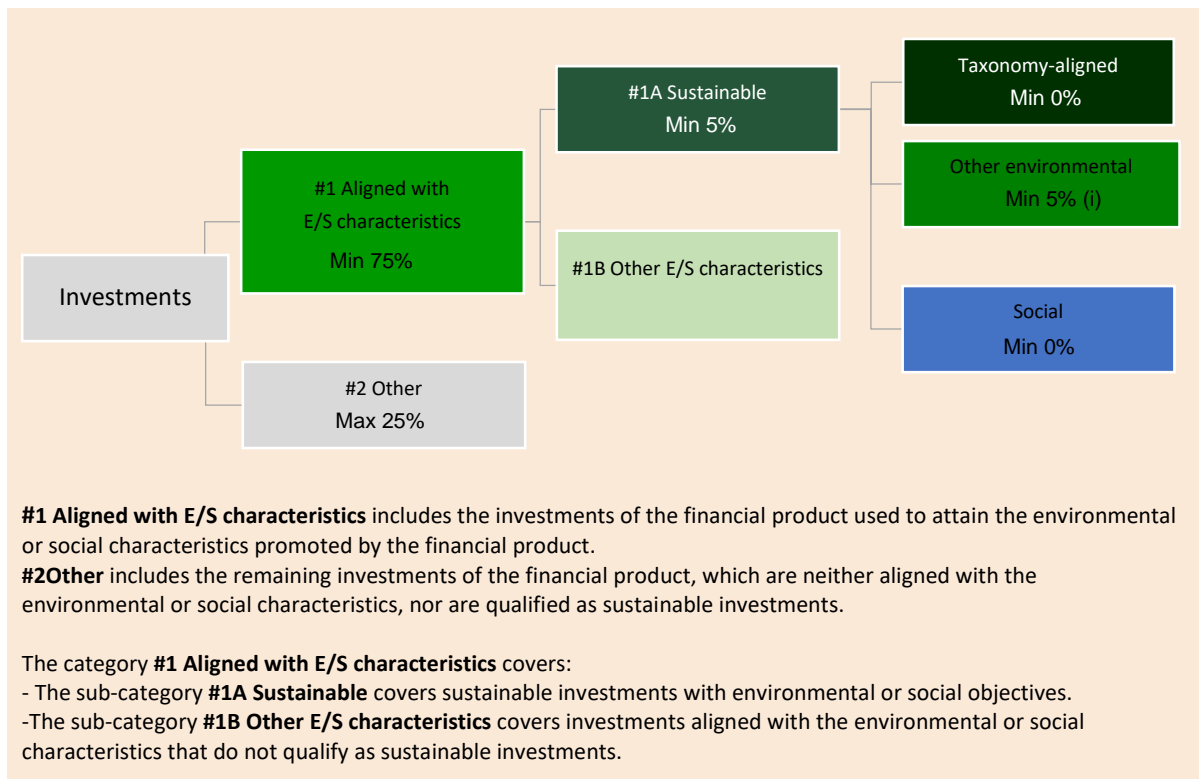 Investments
#1 Aligned with
E/S characteristics
Min 75%
#2 Other
Max 25%
#1A Sustainable
Min 5%
#1B Other E/S characteristics
Taxonomy-aligned
Min 0%
Other environmental
Min 5% (i)
Social
Min 0%
#1 Aligned with E/S characteristics includes the investments of the financial product used to attain the environmental
or social characteristics promoted by the financial product.
#2Other includes the remaining investments of the financial product, which are neither aligned with the
environmental or social characteristics, nor are qualified as sustainable investments.
The category #1 Aligned with E/S characteristics covers:
- The sub-category #1A Sustainable covers sustainable investments with environmental or social objectives.
-The sub-category #1B Other E/S characteristics covers investments aligned with the environmental or social
characteristics that do not qualify as sustainable investments.